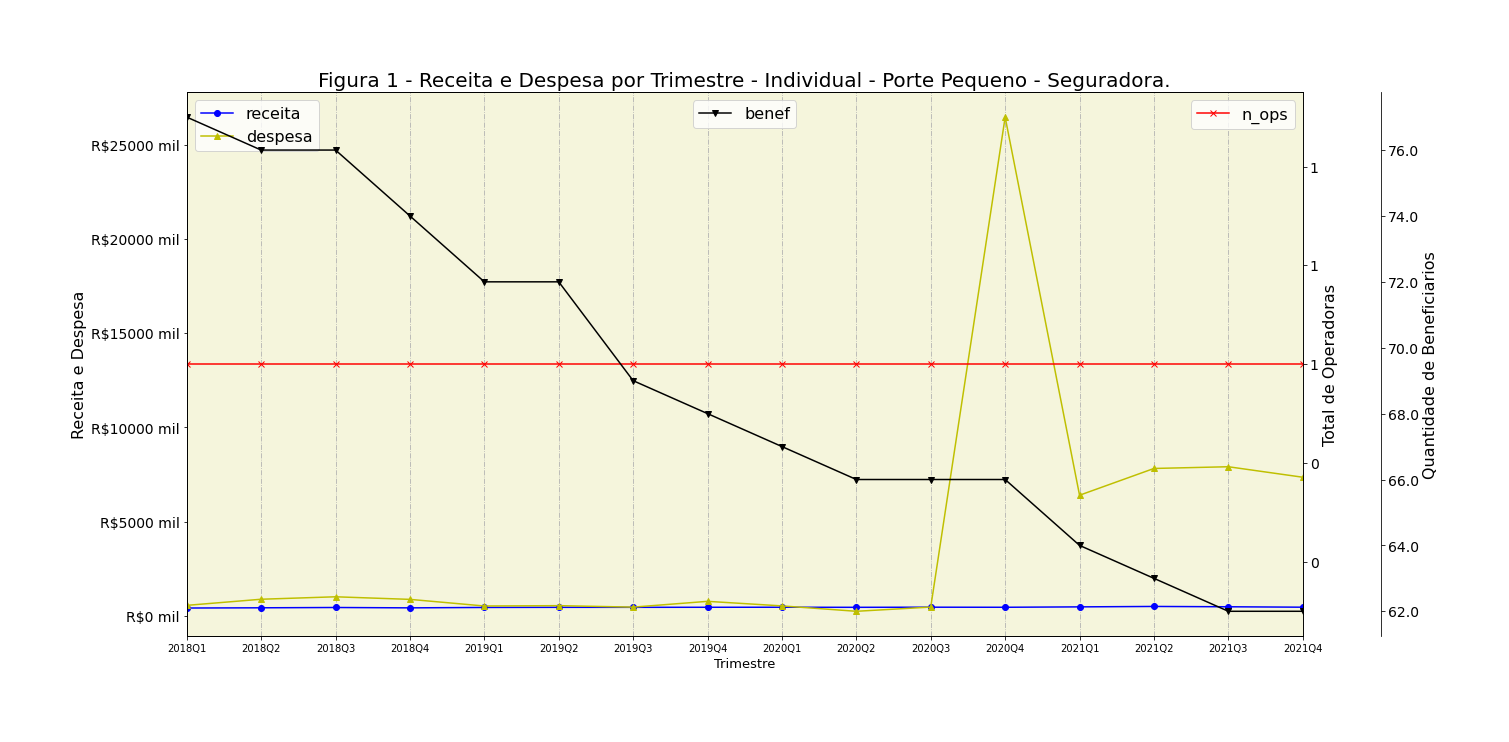 Figura 1 - Receita e Despesa por Trimestre - Individual - Porte Pequeno - Seguradora.
receita
despesa
benef
n_ops
Receita e Despesa
R$25000 mil
R$20000 mil
R$15000 mil
R$10000 mil
R$5000 mil
R$0 mil
1
1
1
0
0
Total de Operadoras
76.0
74.0
72.0
70.0
68.0
66.0
64.0
62.0
Quantidade de Beneficiarios
2018Q1 2018Q2 2018Q3 2018Q4 2019Q1 2019Q2 2019Q3 2019Q4 2020Q1 2020Q2 2020Q3 2020Q4 2021Q1 2021Q2 2021Q3 2021Q4
Trimestre